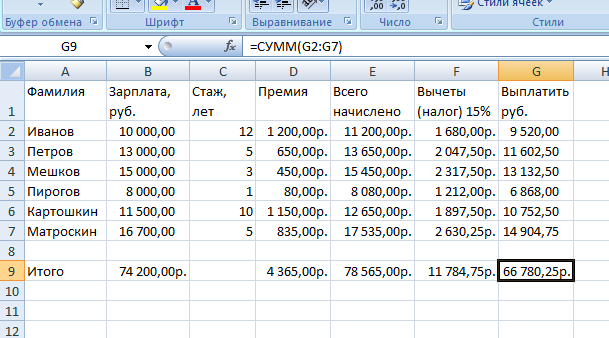 Стили ячеек
Буфер обмена Шрифт Выравнивание Число Стили
G9 fx =СУММ(G2:G7)
A B C D E F G H
Фамилия Зарплата, Стаж, Премия Всего Вычеты Выплатить
1 руб. лет начислено (налог) 15% руб.
2 Иванов 10 000,00 12 1 200,00р. 11 200,00р. 1 680,00р. 9 520,00
3 Петров 13 000,00 5 650,00р. 13 650,00р. 2 047,50р. 11 602,50
4 Мешков 15 000,00 3 450,00р. 15 450,00р. 2 317,50р. 13 132,50
5 Пирогов 8 000,00 1 80,00р. 8 080,00р. 1 212,00р. 6 868,00
6 Картошкин 11 500,00 10 1 150,00р. 12 650,00р. 1 897,50р. 10 752,50
7 Матроскин 16 700,00 5 835,00р. 17 535,00р. 2 630,25р. 14 904,75
8
9 Итого 74 200,00р. 4 365,00р. 78 565,00р. 11 784,75р. 66 780,25р.
10
11
12